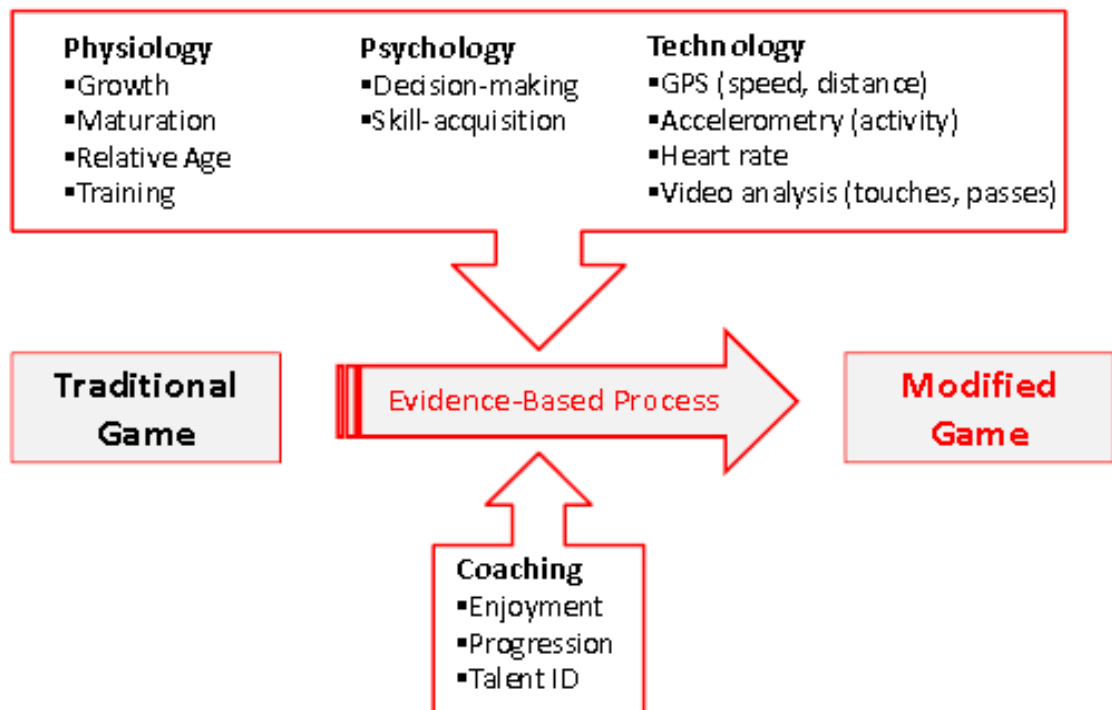 Physiology
▪Growth
▪Maturation
▪Relative Age
▪Training
Psychology
▪Decision-making
▪Skill-acquisition
Technology
▪GPS (speed, distance)
▪Accelerometry (activity)
▪Heart rate
▪Video analysis (touches, passes)
Traditional
Game
Evidence-Based Process
Modified
Game
Coaching
▪Enjoyment
▪Progression
▪Talent ID